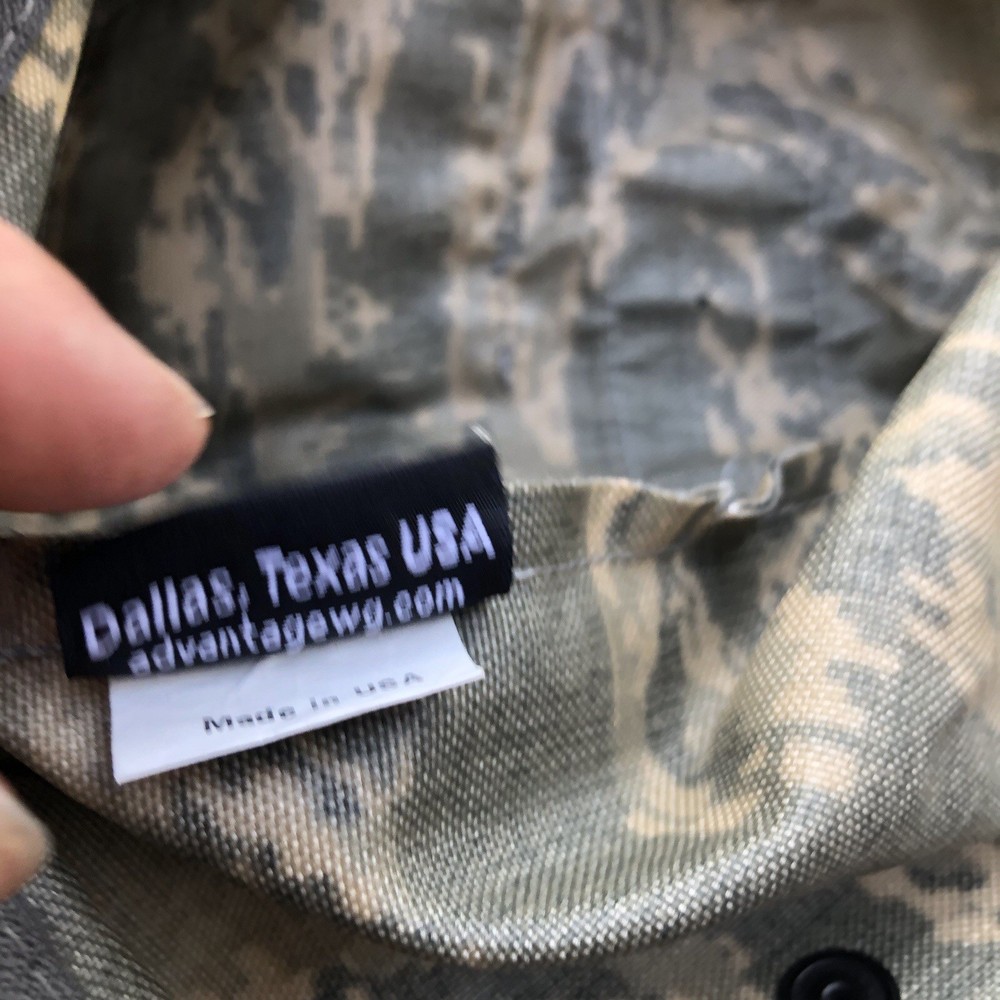 Dallas, Texas USA
advantagewg.com
Made in USA